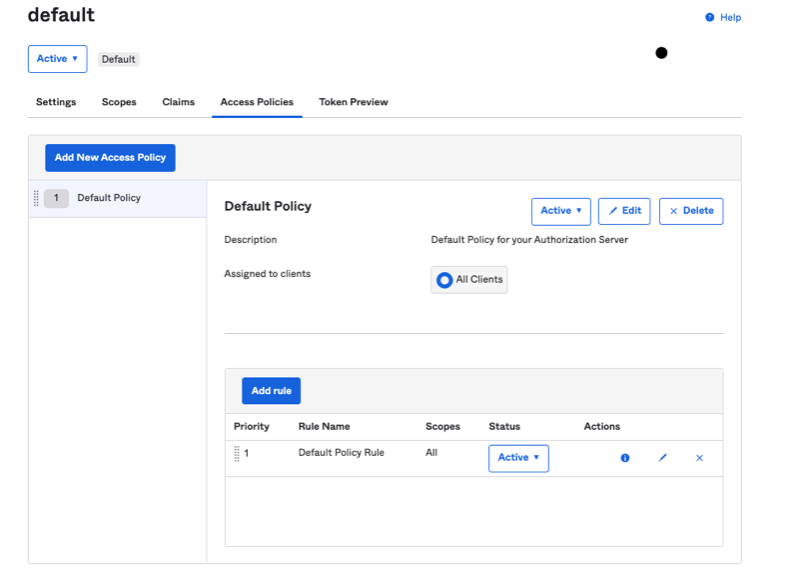 default
Help
Active
Default
Settings Scopes Claims Access Policies Token Preview
Add New Access Policy
1 Default Policy
Default Policy
Active Edit Delete
Description Default Policy for your Authorization Server
Assigned to clients All Clients
Add rule
Priority Rule Name Scopes Status Actions
1 Default Policy Rule All Active